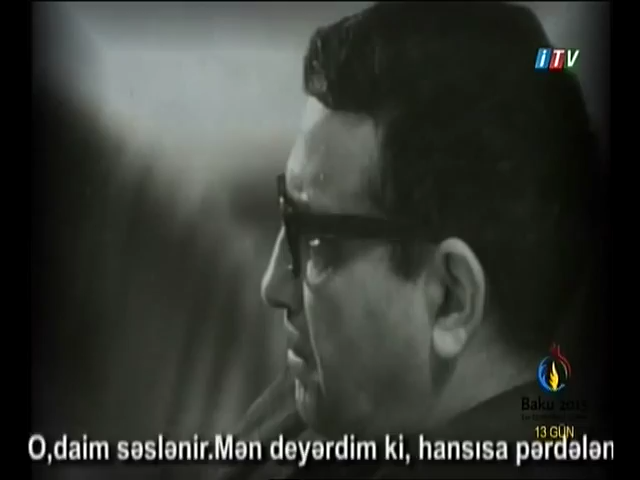 iTV
Baku 2015
13 GÜN
O,daim səslənir.Mən deyərdim ki, hansısa pərdələn